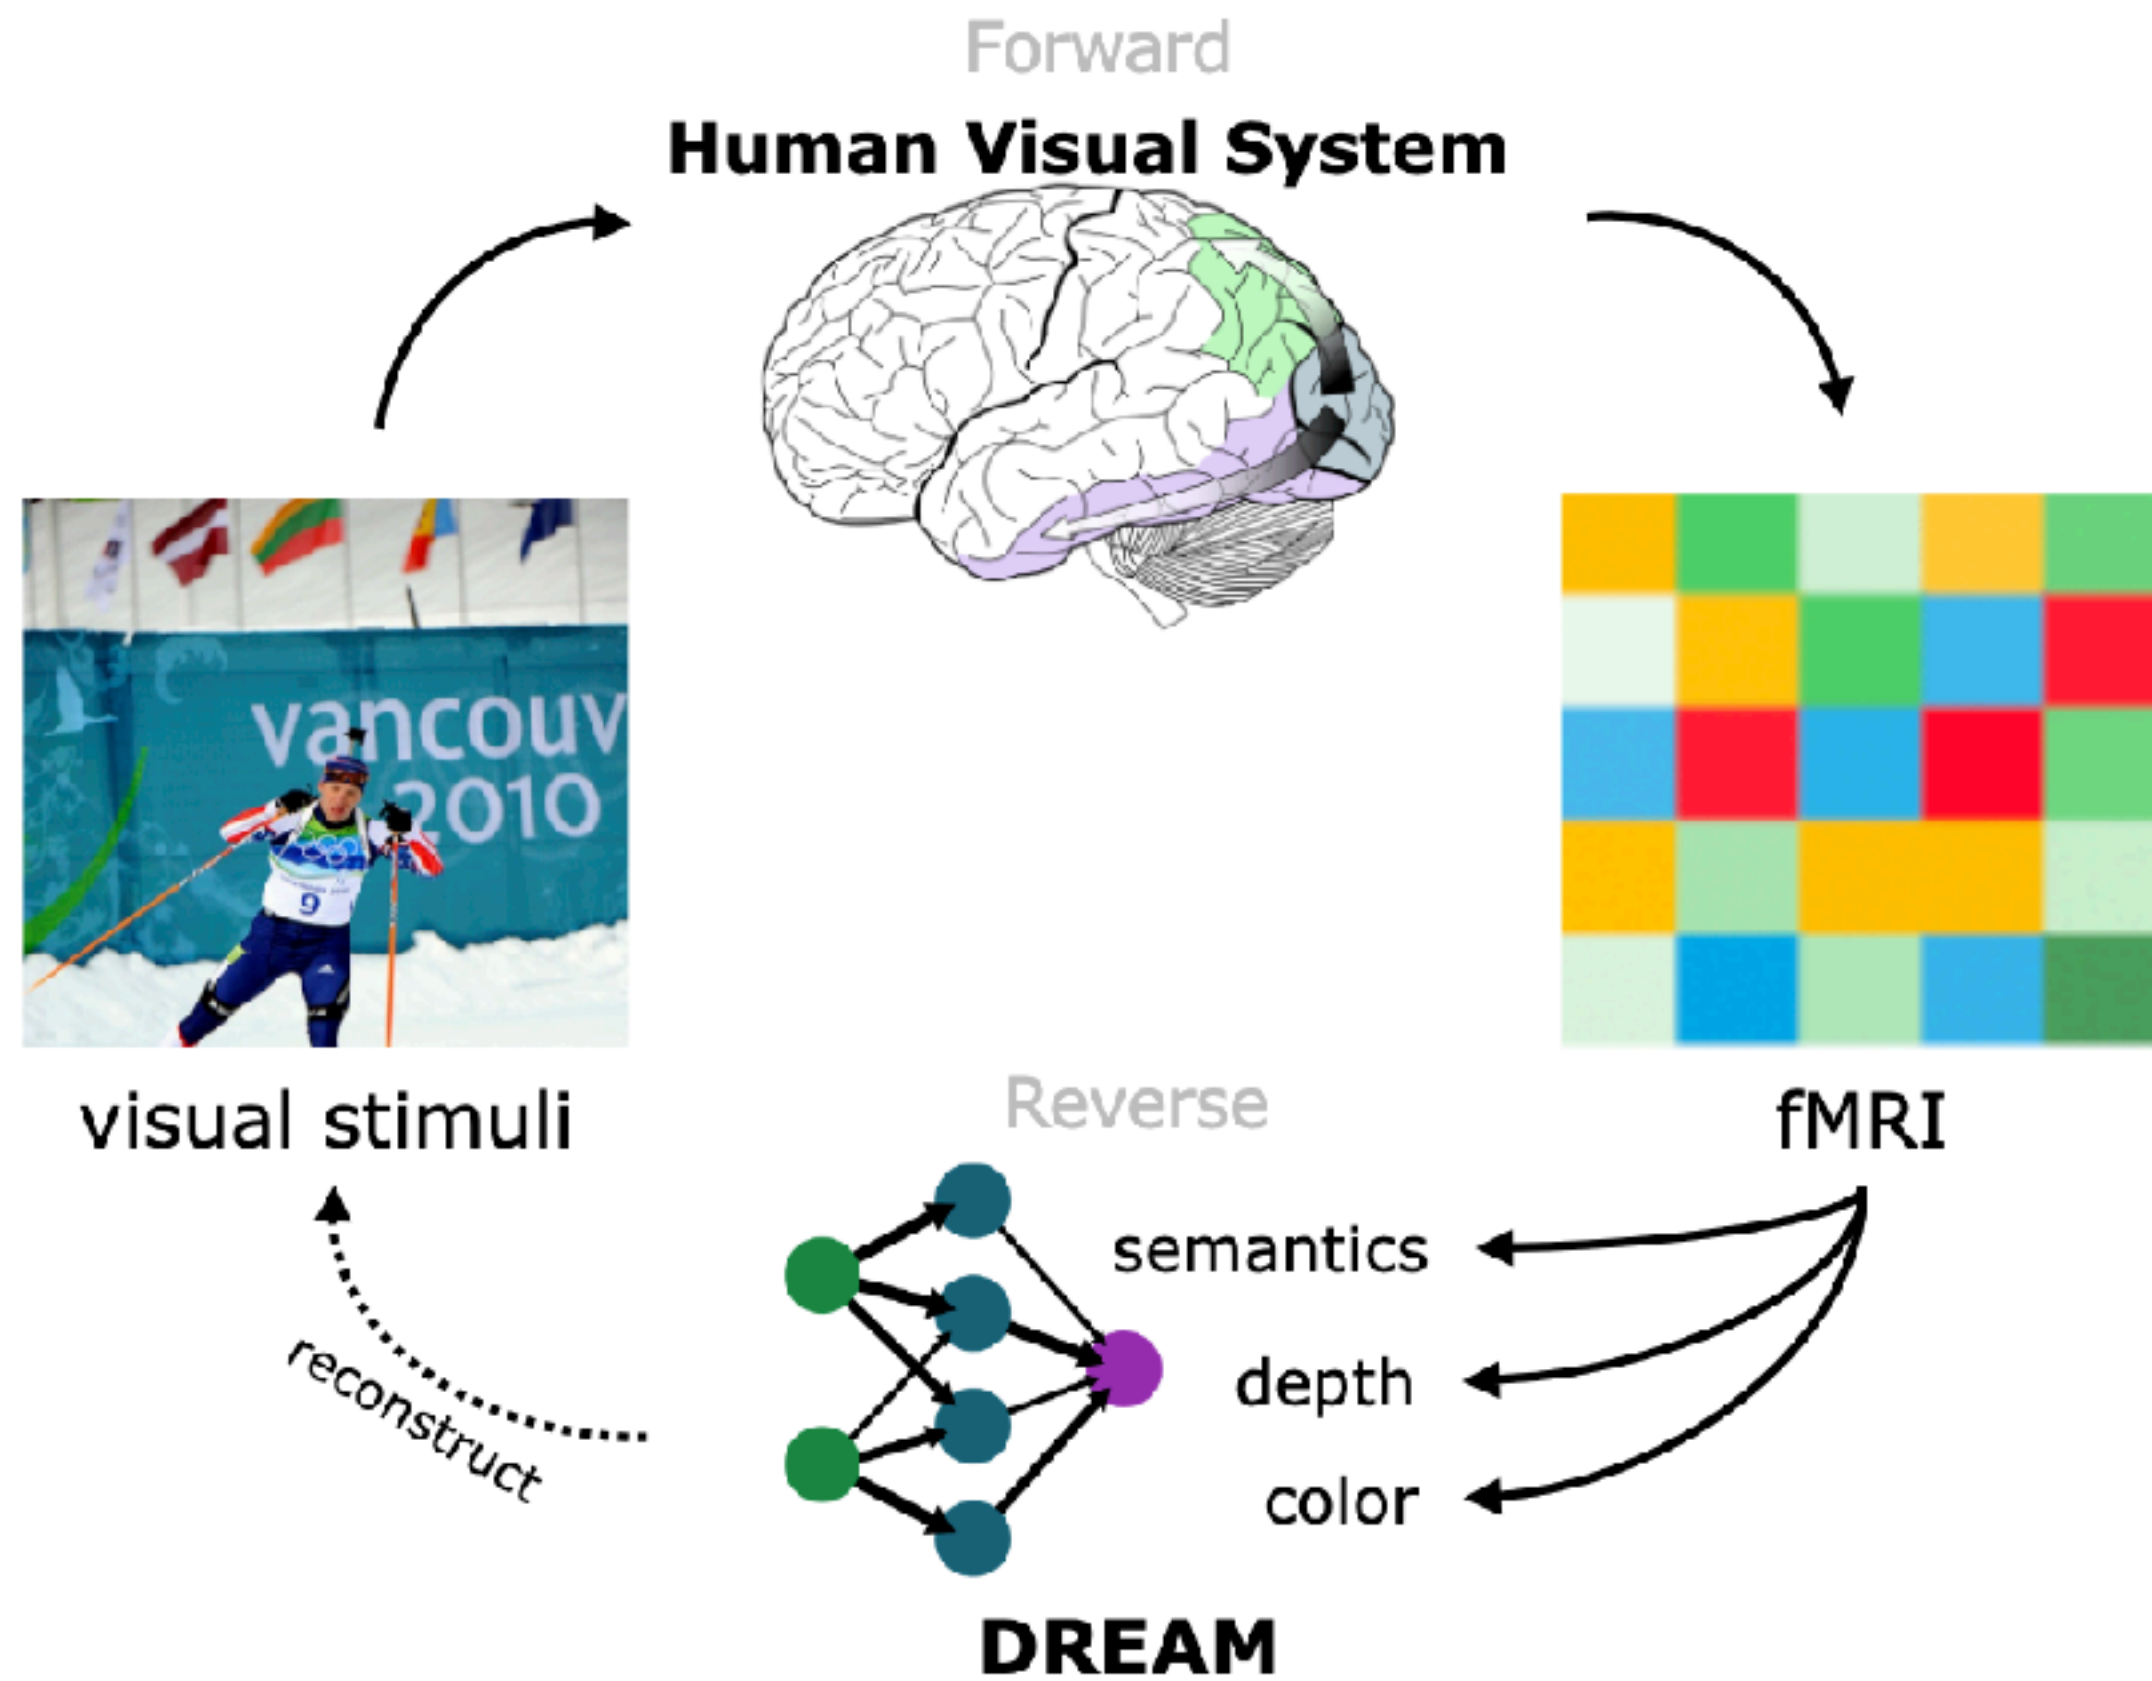 Forward
Human Visual System
vancouv
2010
9
visual stimuli
fMRI
Reverse
semantics
depth
color
reconstruct
DREAM